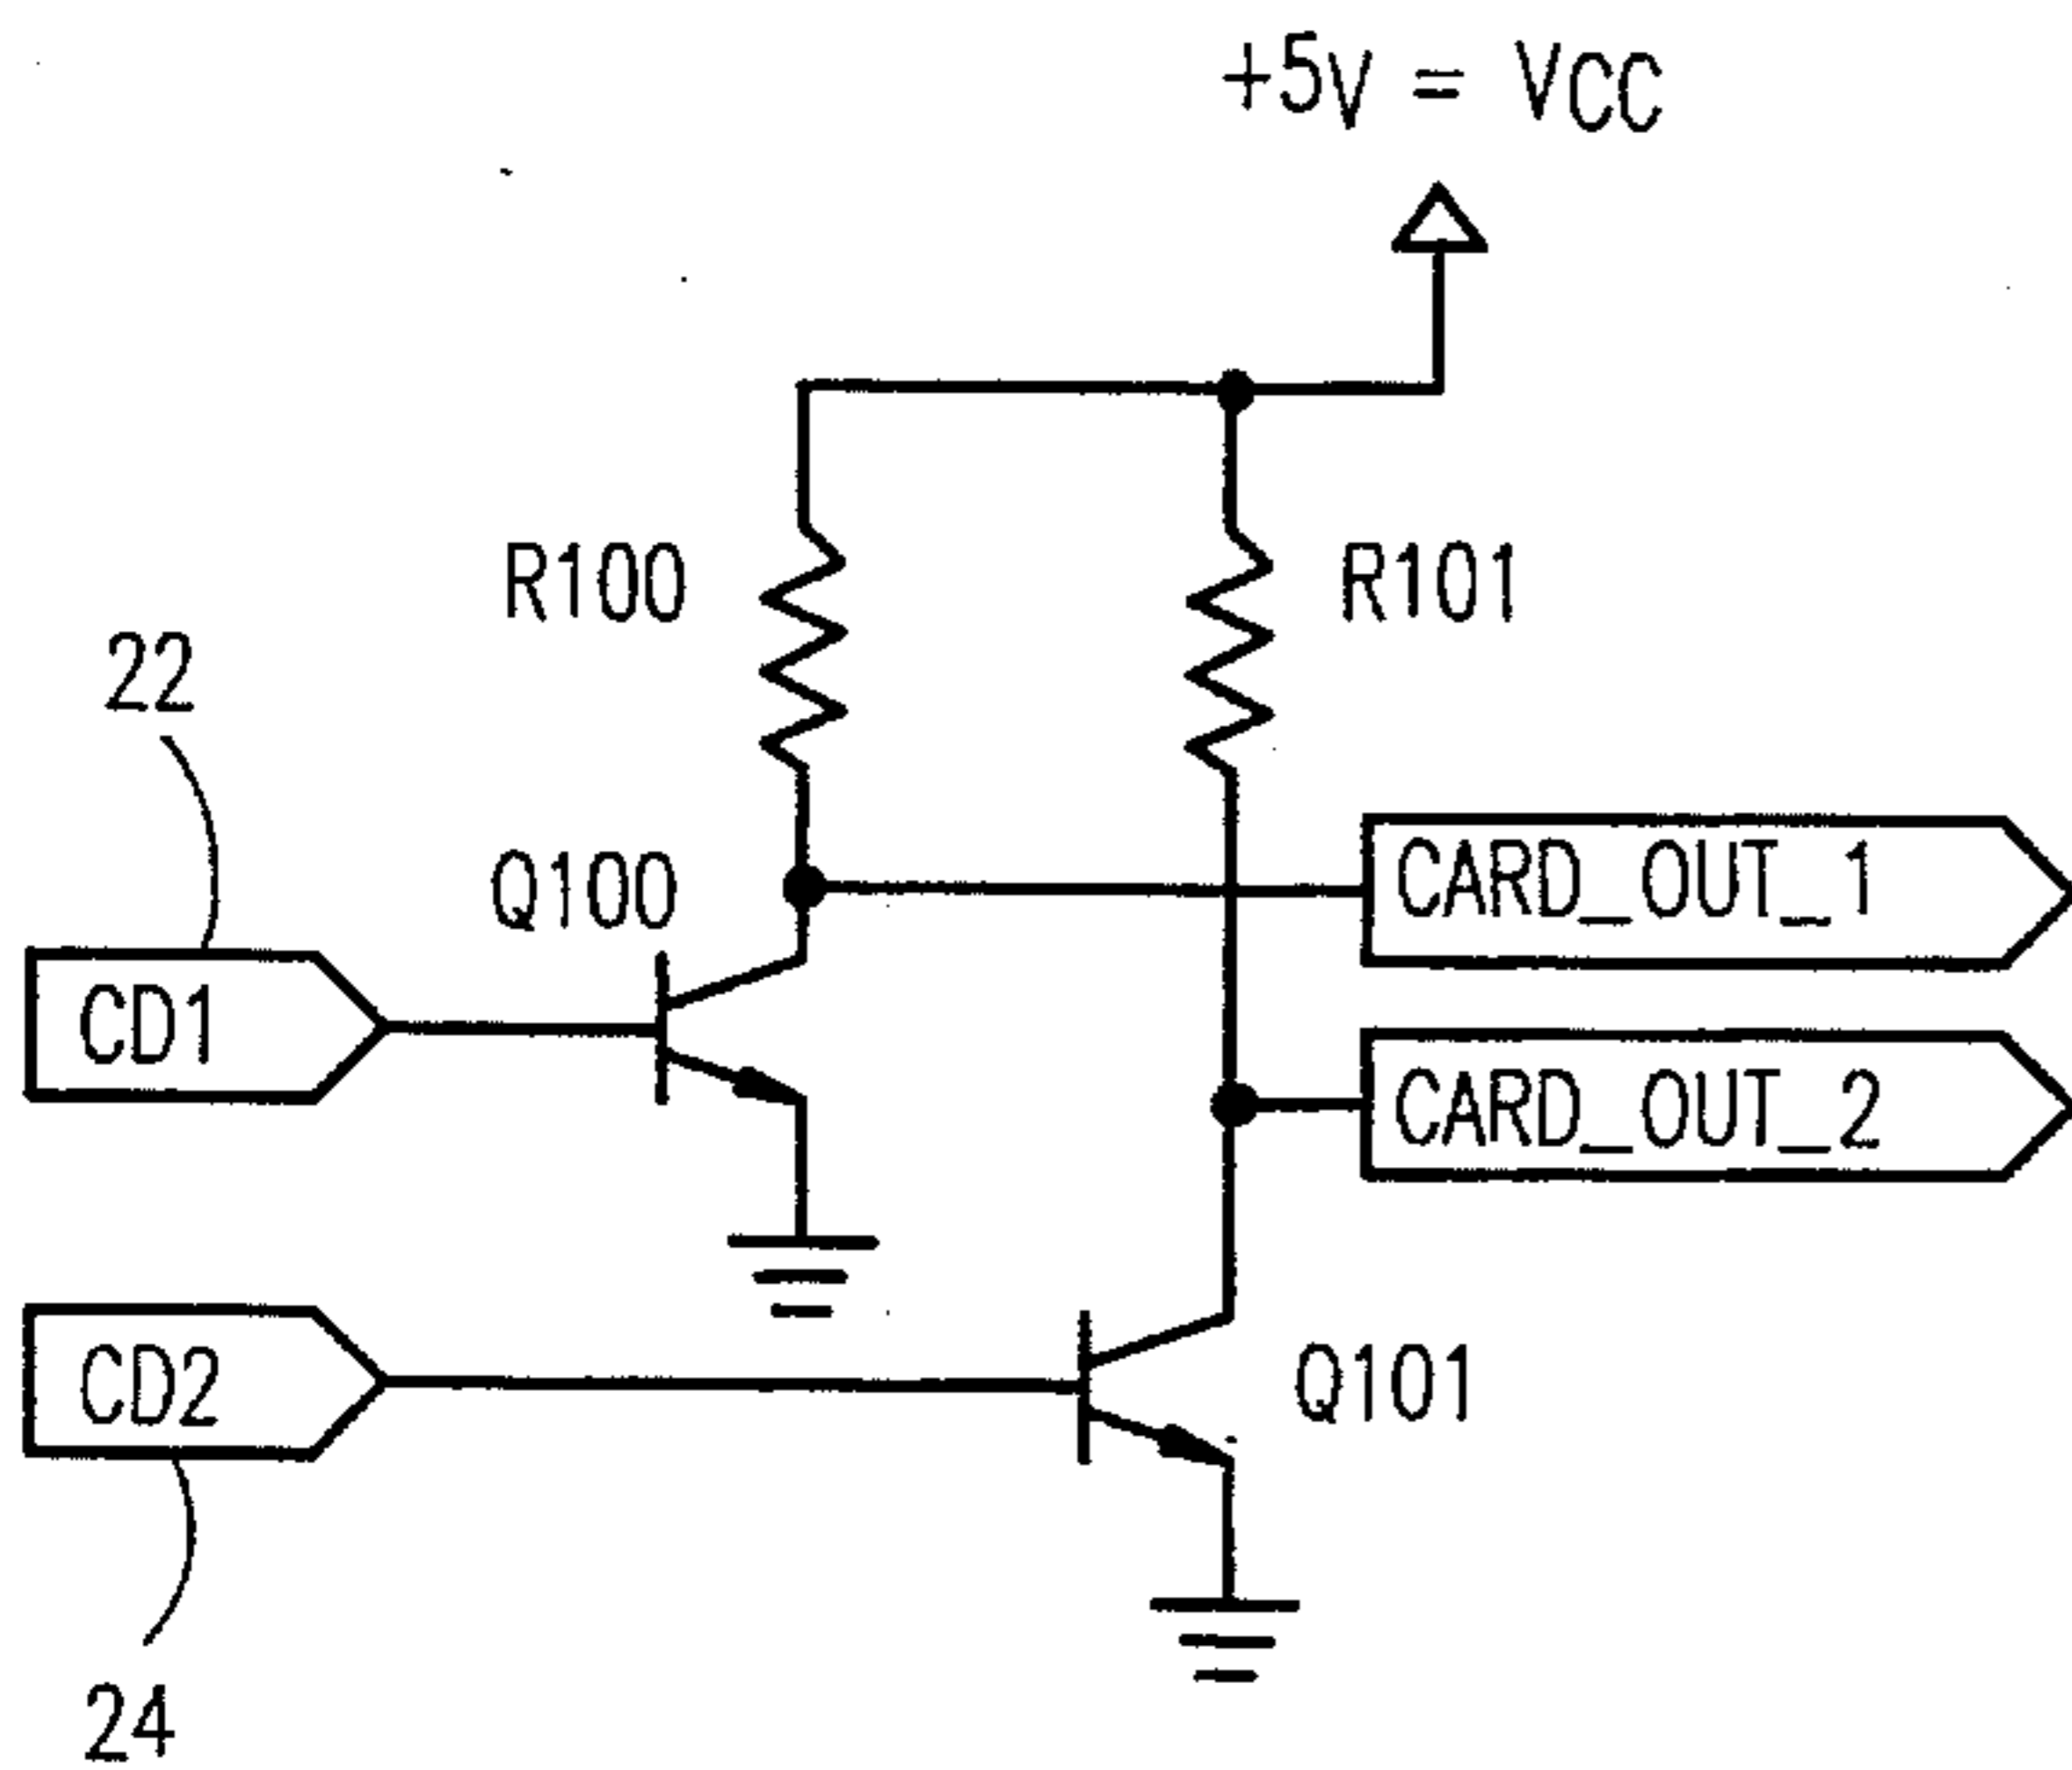 +5V = VCC
R100
R101
22
Q100
CARD_OUT_1
CD1
CARD_OUT_2
CD2
Q101
24